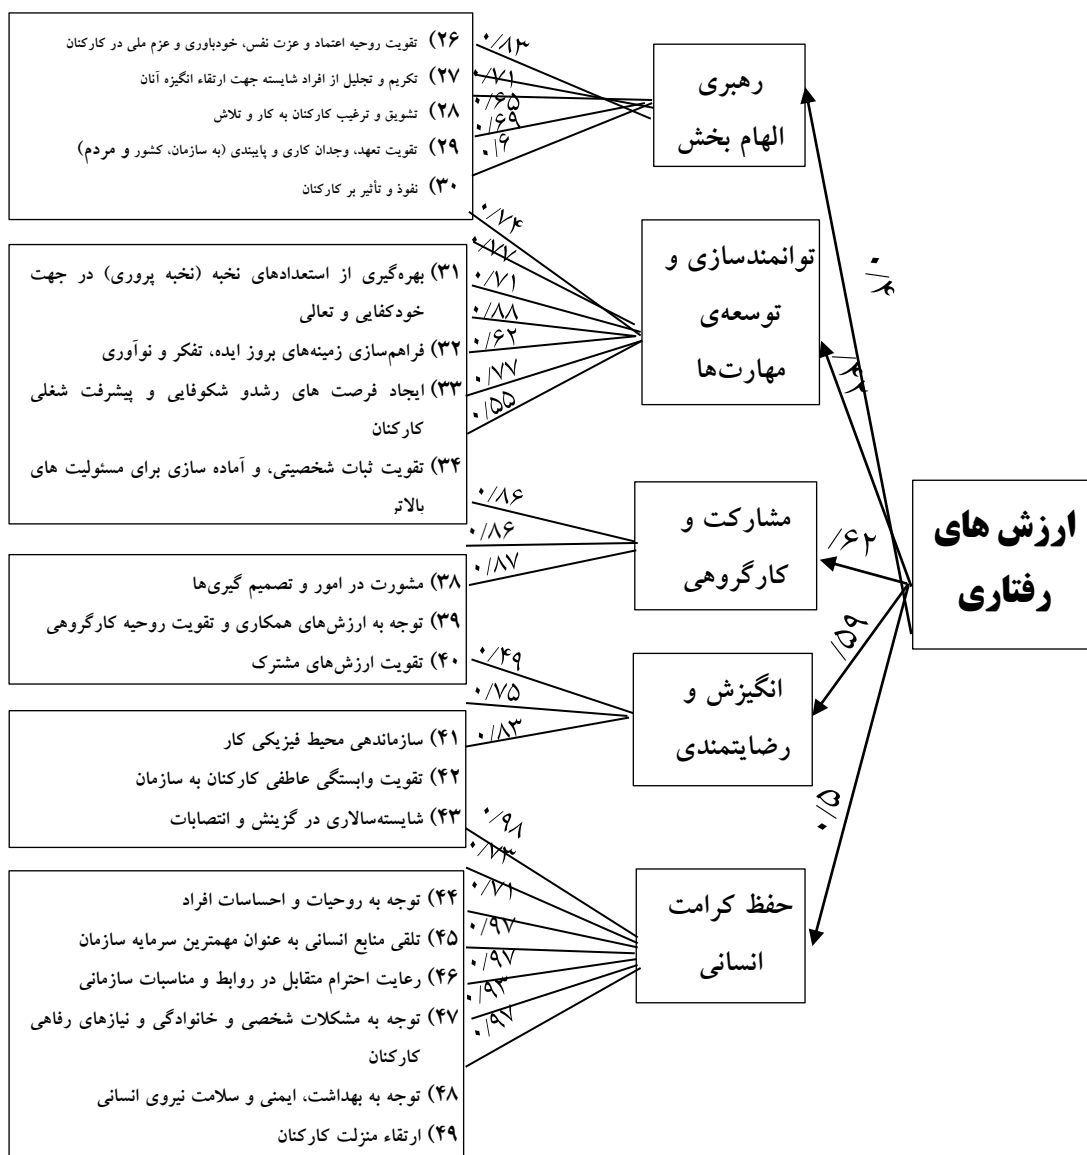 ارزش های
رفتاری
رهبری
الهام بخش
توانمندسازی و
توسعه‌ی
مهارت‌ها
مشارکت و
کارگروهی
انگیزش و
رضایتمندی
حفظ کرامت
انسانی
۰/۴
/۴۲
/۶۲
/۵۹
۰/۵
۰/۸۳
۰/۷۱
۰/۶۵
۰/۶۹
۰/۶
۰/۷۴
۰/۷۷
۰/۷۱
۰/۸۸
۰/۶۲
۰/۷۷
۰/۵۵
۰/۸۶
۰/۸۶
۰/۸۷
۰/۴۹
۰/۷۵
۰/۸۳
۰/۹۸
۰/۷۳
۰/۷۱
۰/۹۷
۰/۹۷
۰/۹۳
۰/۹۷
۲۶) تقویت روحیه اعتماد و عزت نفس، خودباوری و عزم ملی در کارکنان
۲۷) تکریم و تجلیل از افراد شایسته جهت ارتقاء انگیزه آنان
۲۸) تشویق و ترغیب کارکنان به کار و تلاش
۲۹) تقویت تعهد، وجدان کاری و پایبندی (به سازمان، کشور و مردم)
۳۰) نفوذ و تأثیر بر کارکنان
۳۱) بهره‌گیری از استعدادهای نخبه (نخبه پروری) در جهت
خودکفایی و تعالی
۳۲) فراهم‌سازی زمینه‌های بروز ایده، تفکر و نوآوری
۳۳) ایجاد فرصت های رشدو شکوفایی و پیشرفت شغلی
کارکنان
۳۴) تقویت ثبات شخصیتی، و آماده سازی برای مسئولیت های
بالاتر
۳۸) مشورت در امور و تصمیم گیری‌ها
۳۹) توجه به ارزش‌های همکاری و تقویت روحیه کارگروهی
۴۰) تقویت ارزش‌های مشترک
۴۱) سازماندهی محیط فیزیکی کار
۴۲) تقویت وابستگی عاطفی کارکنان به سازمان
۴۳) شایسته‌سالاری در گزینش و انتصابات
۴۴) توجه به روحیات و احساسات افراد
۴۵) تلقی منابع انسانی به عنوان مهمترین سرمایه سازمان
۴۶) رعایت احترام متقابل در روابط و مناسبات سازمانی
۴۷) توجه به مشکلات شخصی و خانوادگی و نیازهای رفاهی
کارکنان
۴۸) توجه به بهداشت، ایمنی و سلامت نیروی انسانی
۴۹) ارتقاء منزلت کارکنان